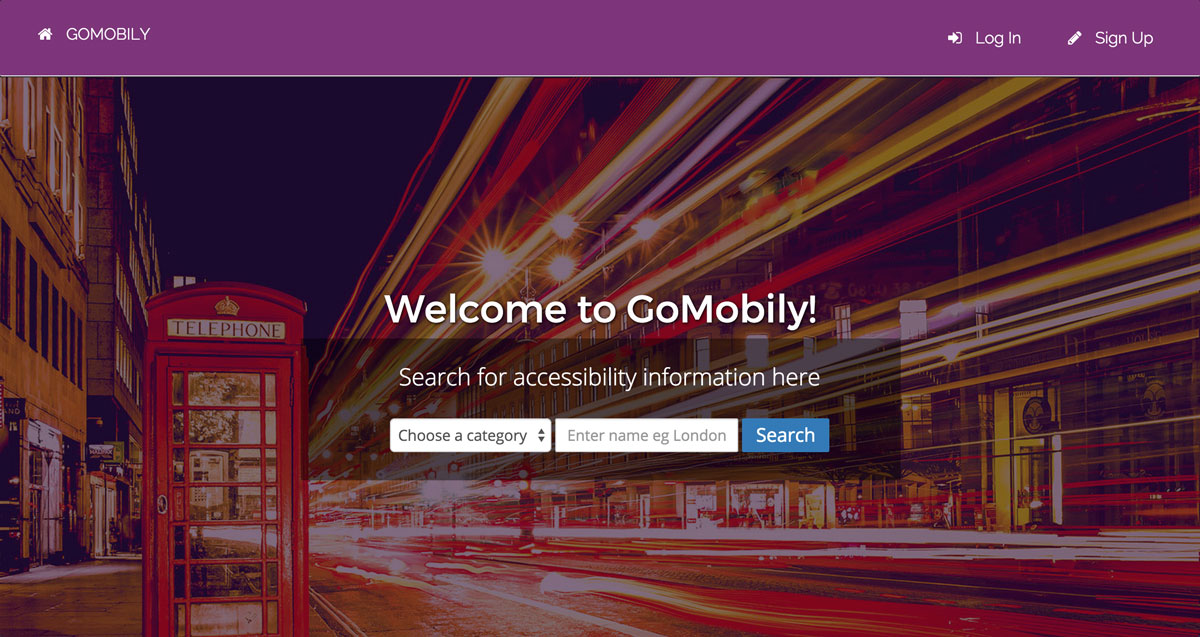 GOMOBILY
Log In
Sign Up
Welcome to GoMobily!
TELEPHONE
Search for accessibility information here
Choose a category
Enter name eg London
Search